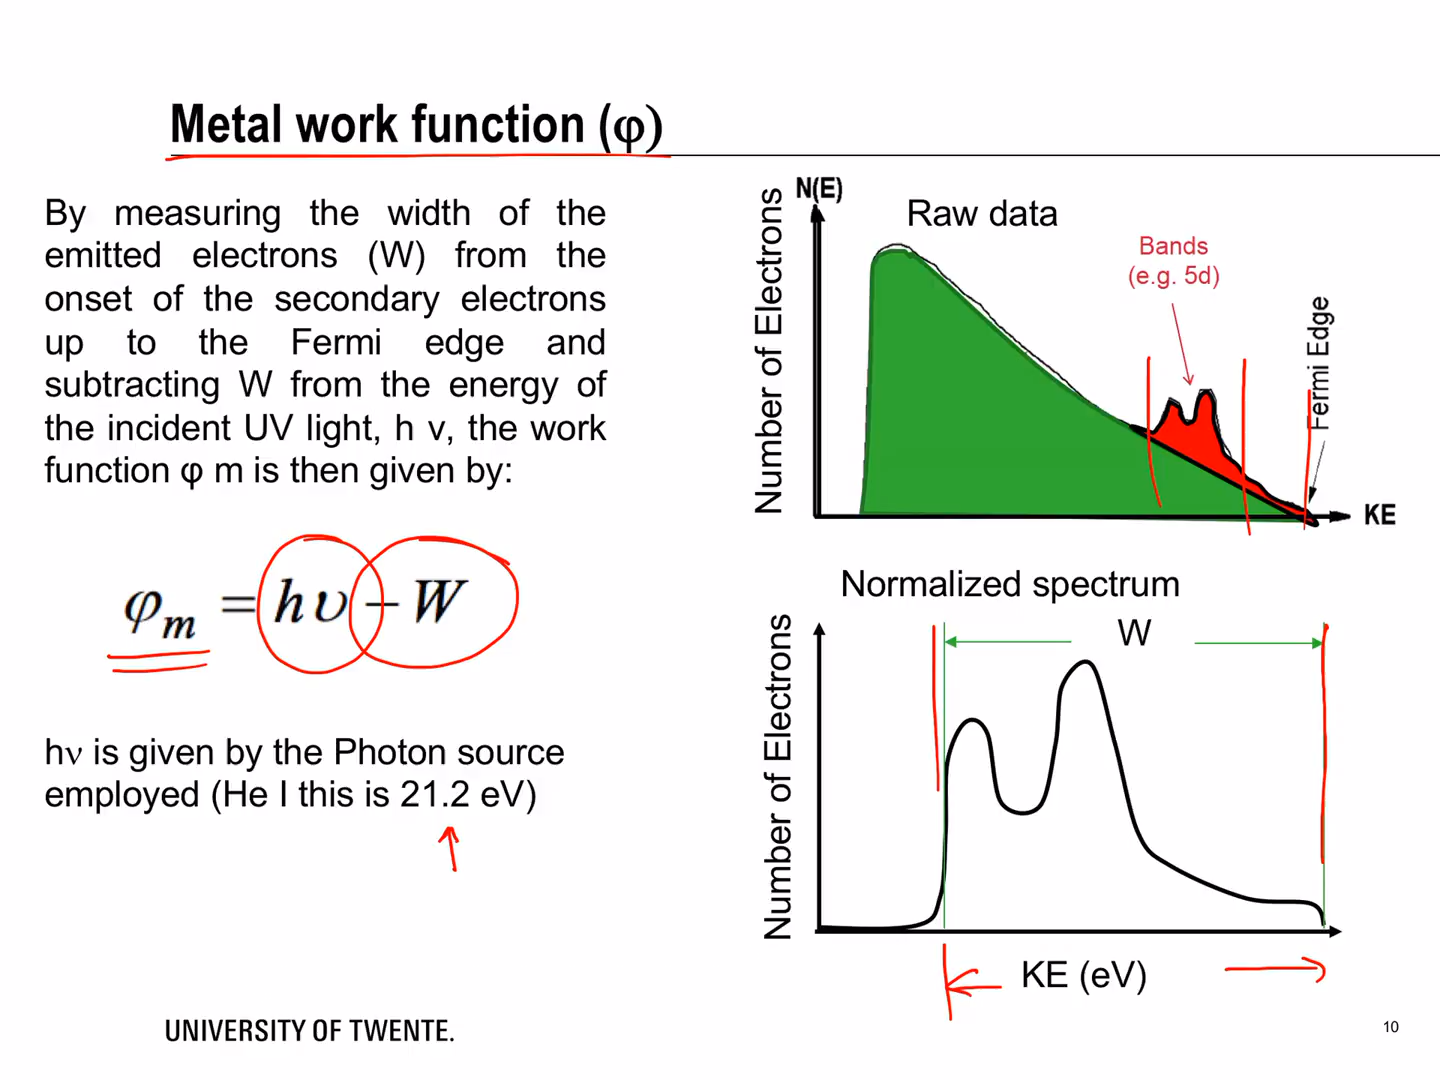 Metal work function (φ)
By measuring the width of the
emitted electrons (W) from the
onset of the secondary electrons
up to the Fermi edge and
subtracting W from the energy of
the incident UV light, h ν, the work
function φ m is then given by:
φm = hυ − W
hν is given by the Photon source
employed (He I this is 21.2 eV)
N(E)
Raw data
Number of Electrons
Bands
(e.g. 5d)
Fermi Edge
KE
Normalized spectrum
W
Number of Electrons
KE (eV)
UNIVERSITY OF TWENTE.
10